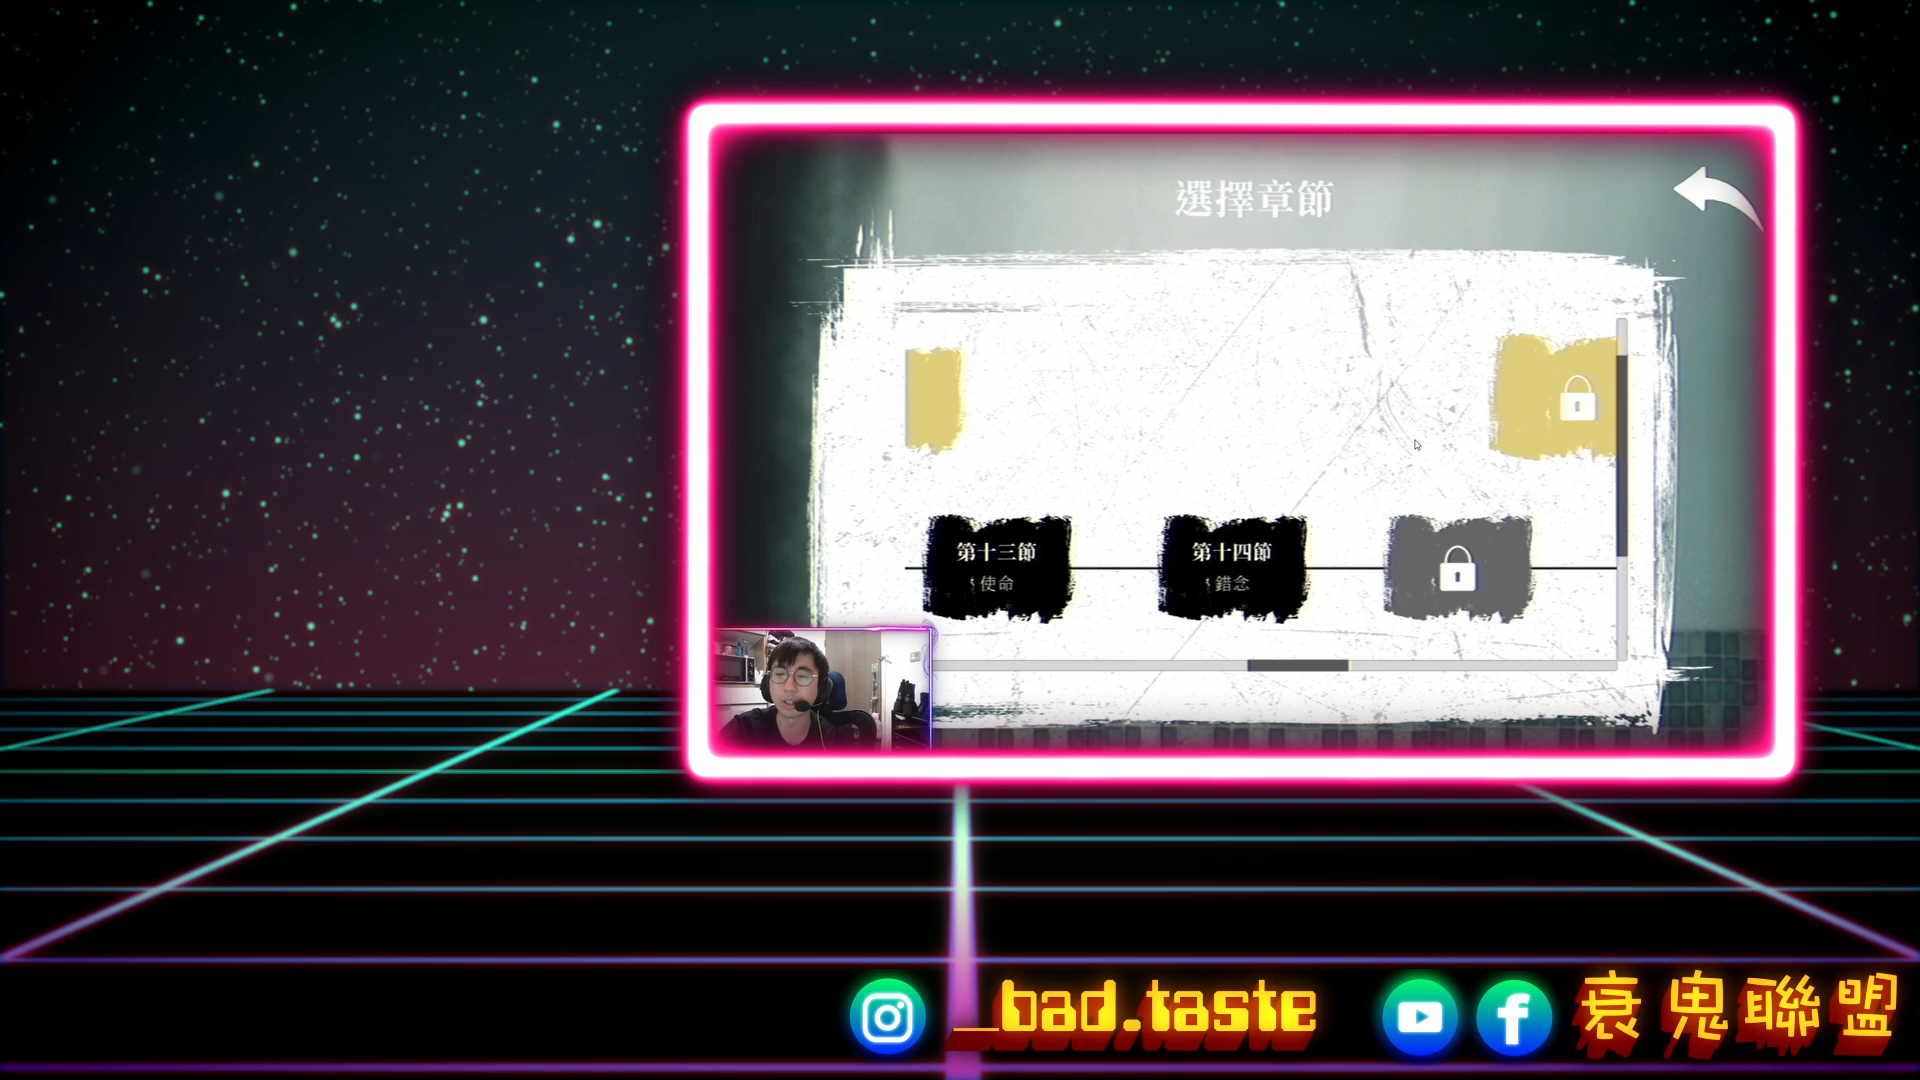 選擇章節
第十三節
使命
第十四節
錯念
_bad.taste
衰鬼聯盟